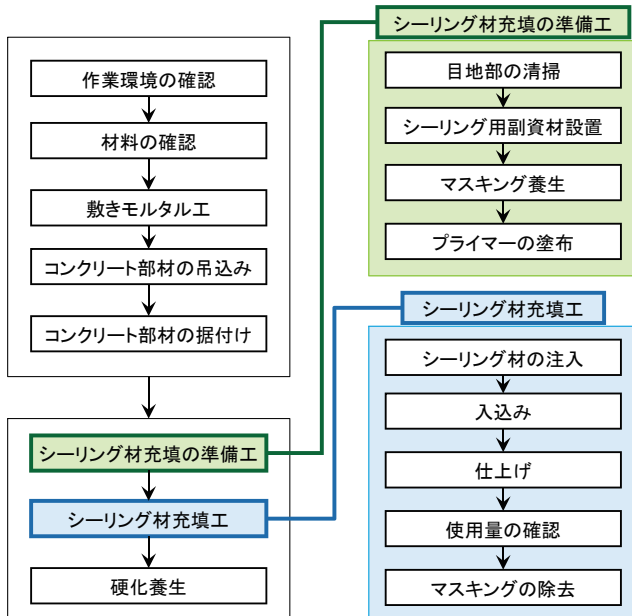 作業環境の確認
材料の確認
敷きモルタル工
コンクリート部材の吊込み
コンクリート部材の据付け
シーリング材充填の準備工
シーリング材充填工
硬化養生
シーリング材充填の準備工
目地部の清掃
シーリング用副資材設置
マスキング養生
プライマーの塗布
シーリング材充填工
シーリング材の注入
入込み
仕上げ
使用量の確認
マスキングの除去